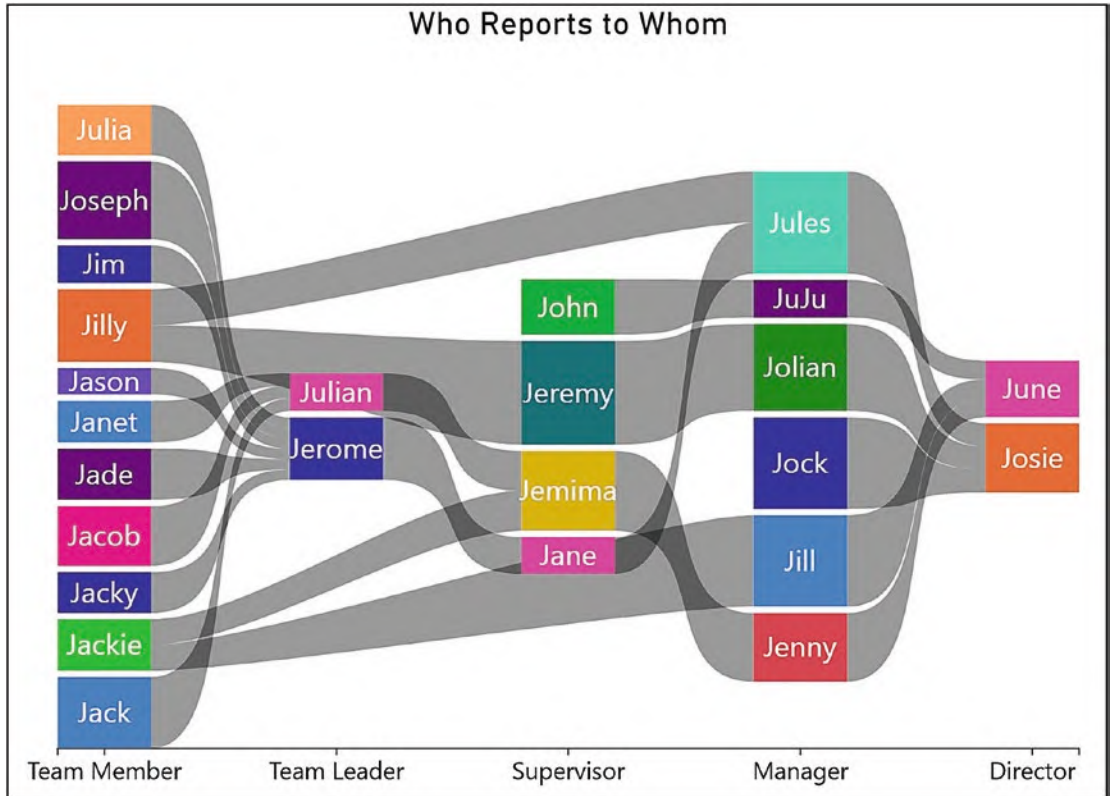 Who Reports to Whom
Julia
Joseph
Jim
Jilly
Jason
Janet
Jade
Jacob
Jacky
Jackie
Jack
Julian
Jerome
John
Jeremy
Jemima
Jane
Jules
JuJu
Jolian
Jock
Jill
Jenny
June
Josie
Team Member
Team Leader
Supervisor
Manager
Director